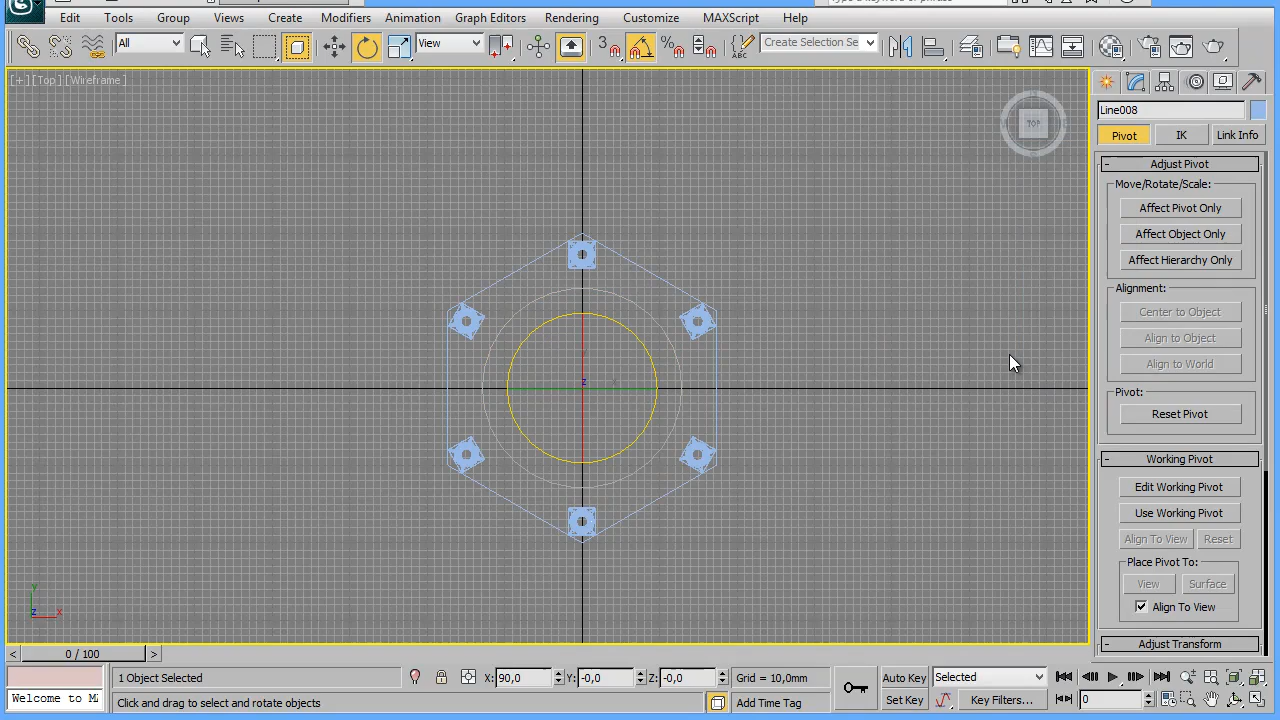 Edit Tools Group Views Create Modifiers Animation Graph Editors Rendering Customize MAXScript Help
All View 3 Create Selection Se
[+] [Top] [Wireframe]
TOP
Line008
Pivot IK Link Info
- Adjust Pivot
Move/Rotate/Scale:
Affect Pivot Only
Affect Object Only
Affect Hierarchy Only
Alignment:
Center to Object
Align to Object
Align to World
Pivot:
Reset Pivot
- Working Pivot
Edit Working Pivot
Use Working Pivot
Align To View Reset
Place Pivot To:
View Surface
Align To View
- Adjust Transform
z
y
z x
< 0 / 100 >
1 Object Selected X: 90,0 Y: -0,0 Z: -0,0 Grid = 10,0mm Auto Key Selected
Welcome to Click and drag to select and rotate objects Add Time Tag Set Key Key Filters... 0